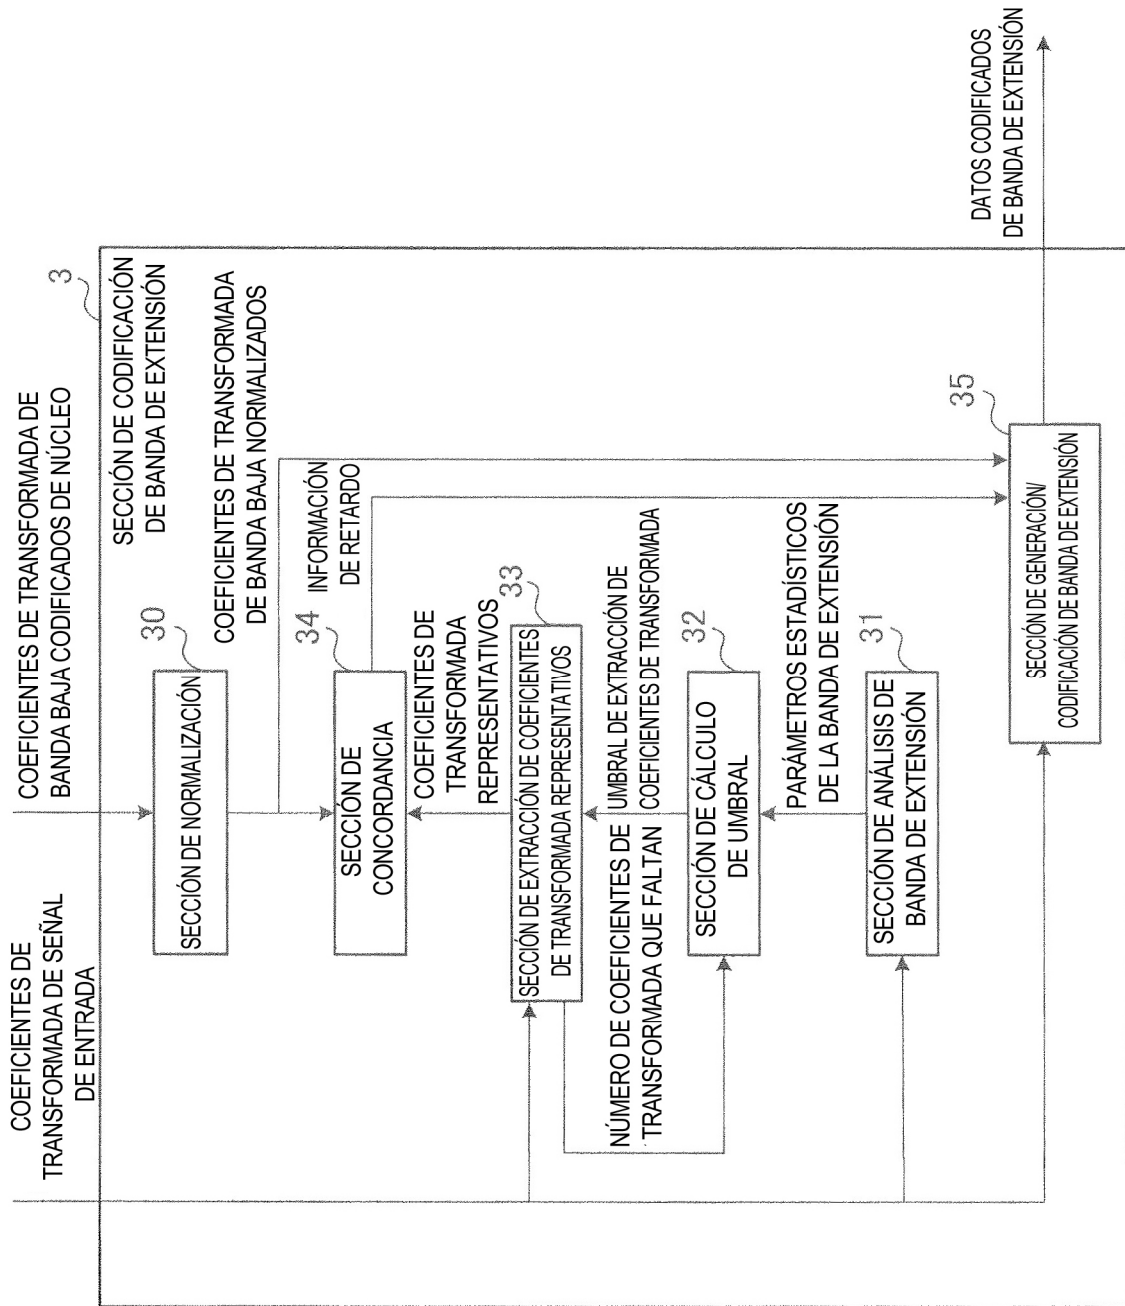 COEFICIENTES DE
TRANSFORMADA DE SEÑAL
DE ENTRADA
COEFICIENTES DE TRANSFORMADA DE
BANDA BAJA CODIFICADOS DE NÚCLEO
3
SECCIÓN DE CODIFICACIÓN
DE BANDA DE EXTENSIÓN
30
SECCIÓN DE NORMALIZACIÓN
COEFICIENTES DE TRANSFORMADA
DE BANDA BAJA NORMALIZADOS
34
SECCIÓN DE
CONCORDANCIA
INFORMACIÓN
DE RETARDO
COEFICIENTES DE
TRANSFORMADA
REPRESENTATIVOS
33
SECCIÓN DE EXTRACCIÓN DE COEFICIENTES
DE TRANSFORMADA REPRESENTATIVOS
NÚMERO DE COEFICIENTES DE
TRANSFORMADA QUE FALTAN
UMBRAL DE EXTRACCIÓN DE
COEFICIENTES DE TRANSFORMADA
32
SECCIÓN DE CÁLCULO
DE UMBRAL
PARÁMETROS ESTADÍSTICOS
DE LA BANDA DE EXTENSIÓN
31
SECCIÓN DE ANÁLISIS DE
BANDA DE EXTENSIÓN
35
SECCIÓN DE GENERACIÓN/
CODIFICACIÓN DE BANDA DE EXTENSIÓN
DATOS CODIFICADOS
DE BANDA DE EXTENSIÓN